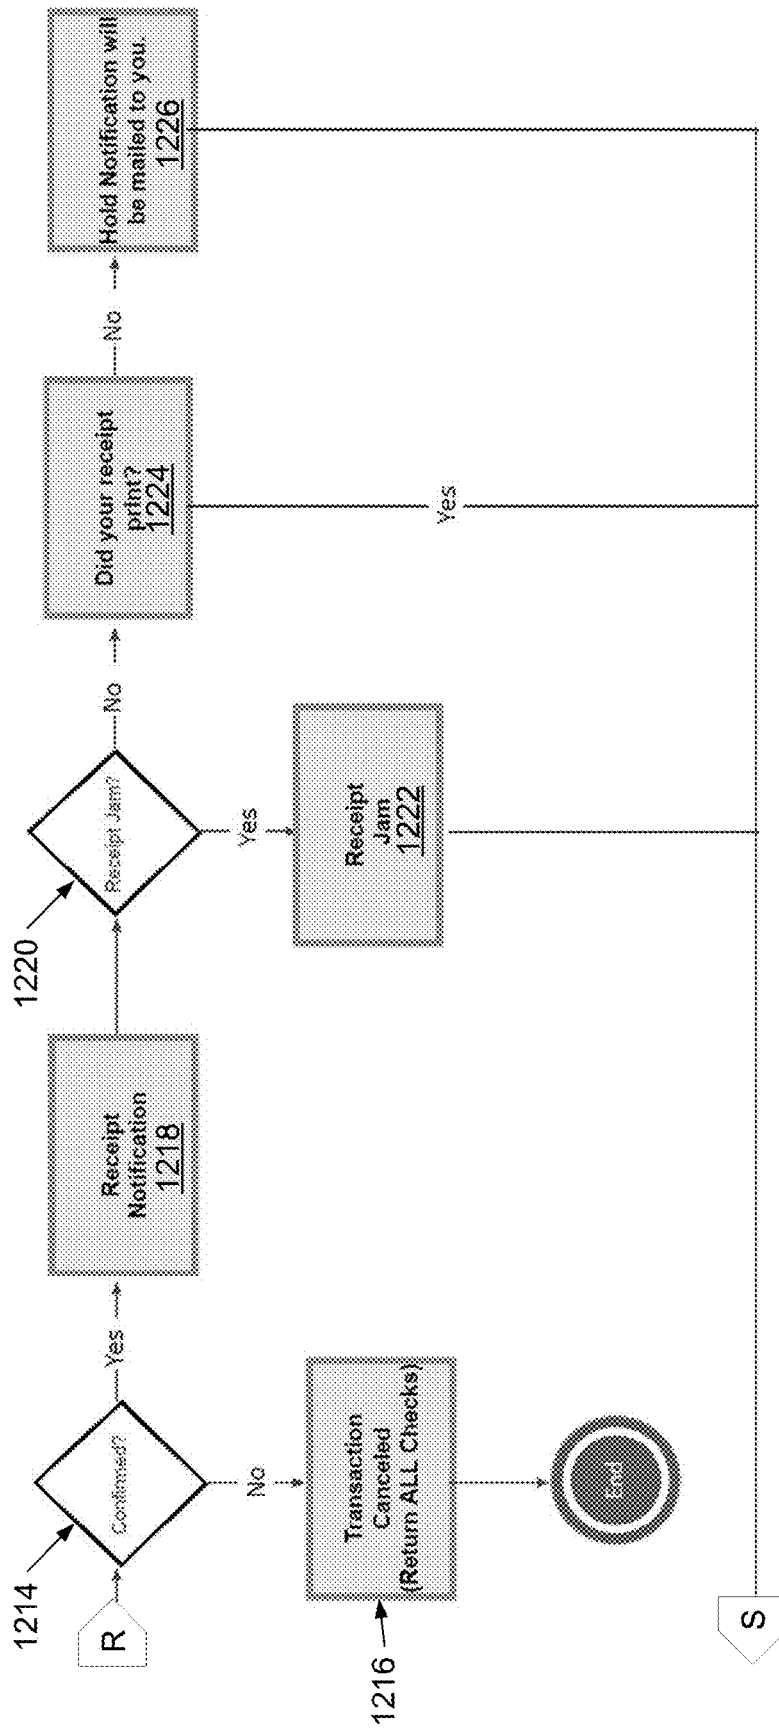 R
1214
Confirmed?
Yes
No
Transaction
Canceled
(Return ALL Checks)
1216
End
Receipt
Notification
1218
1220
Receipt Jam?
Yes
Receipt
Jam
1222
No
Did your receipt
print?
1224
Yes
No
Hold Notification will
be mailed to you.
1226
S